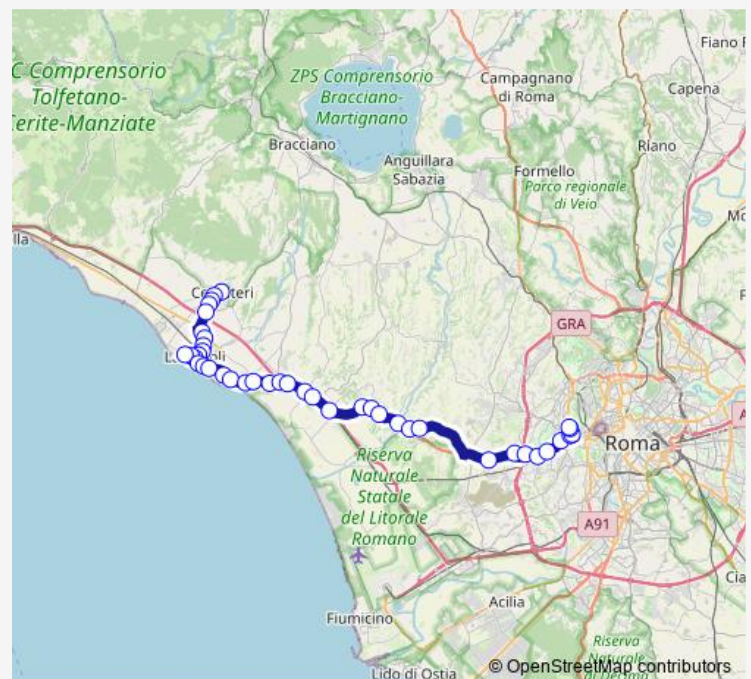 C Comprensorio
Tolfetano-
Cerite-Manziate
ZPS Comprensorio
Bracciano-
Martignano
Bracciano
Anguillara
Sabazia
Campagnano
di Roma
Fiano R
Capena
Riano
Formello
Parco regionale
di Veio
GRA
Roma
Riserva
Naturale
Statale
del Litorale
Romano
A91
Fiumicino
Acilia
Cia
Riserva
Lido di Ostia
© OpenStreetMap contributors